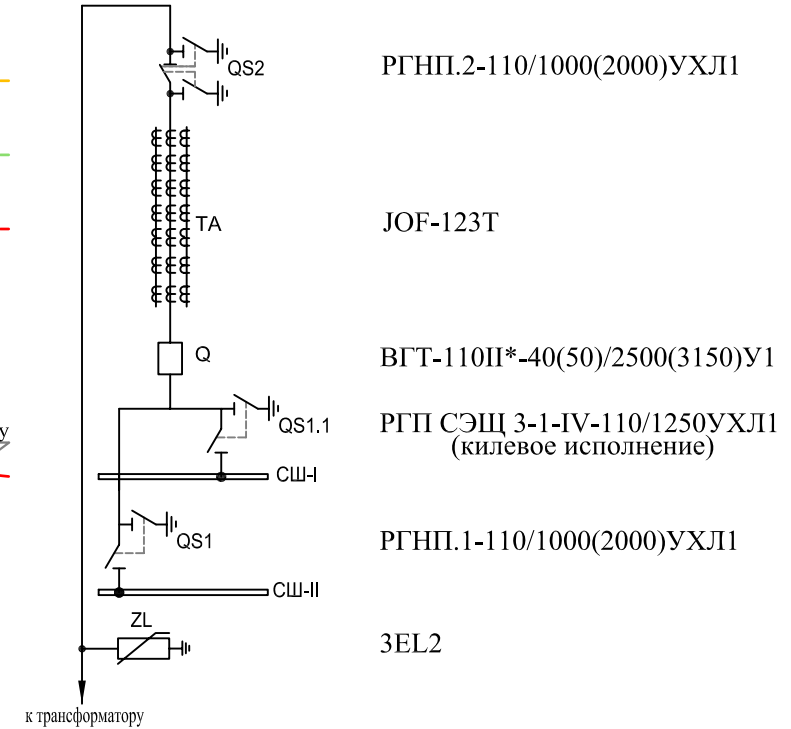 QS2 РГНП.2-110/1000(2000)УХЛ1
TA JOF-123T
Q ВГТ-110II*-40(50)/2500(3150)У1
у
QS1.1 РГП СЭЩ 3-1-IV-110/1250УХЛ1
(килевое исполнение)
СШ-I
QS1 РГНП.1-110/1000(2000)УХЛ1
СШ-II
ZL
3EL2
к трансформатору